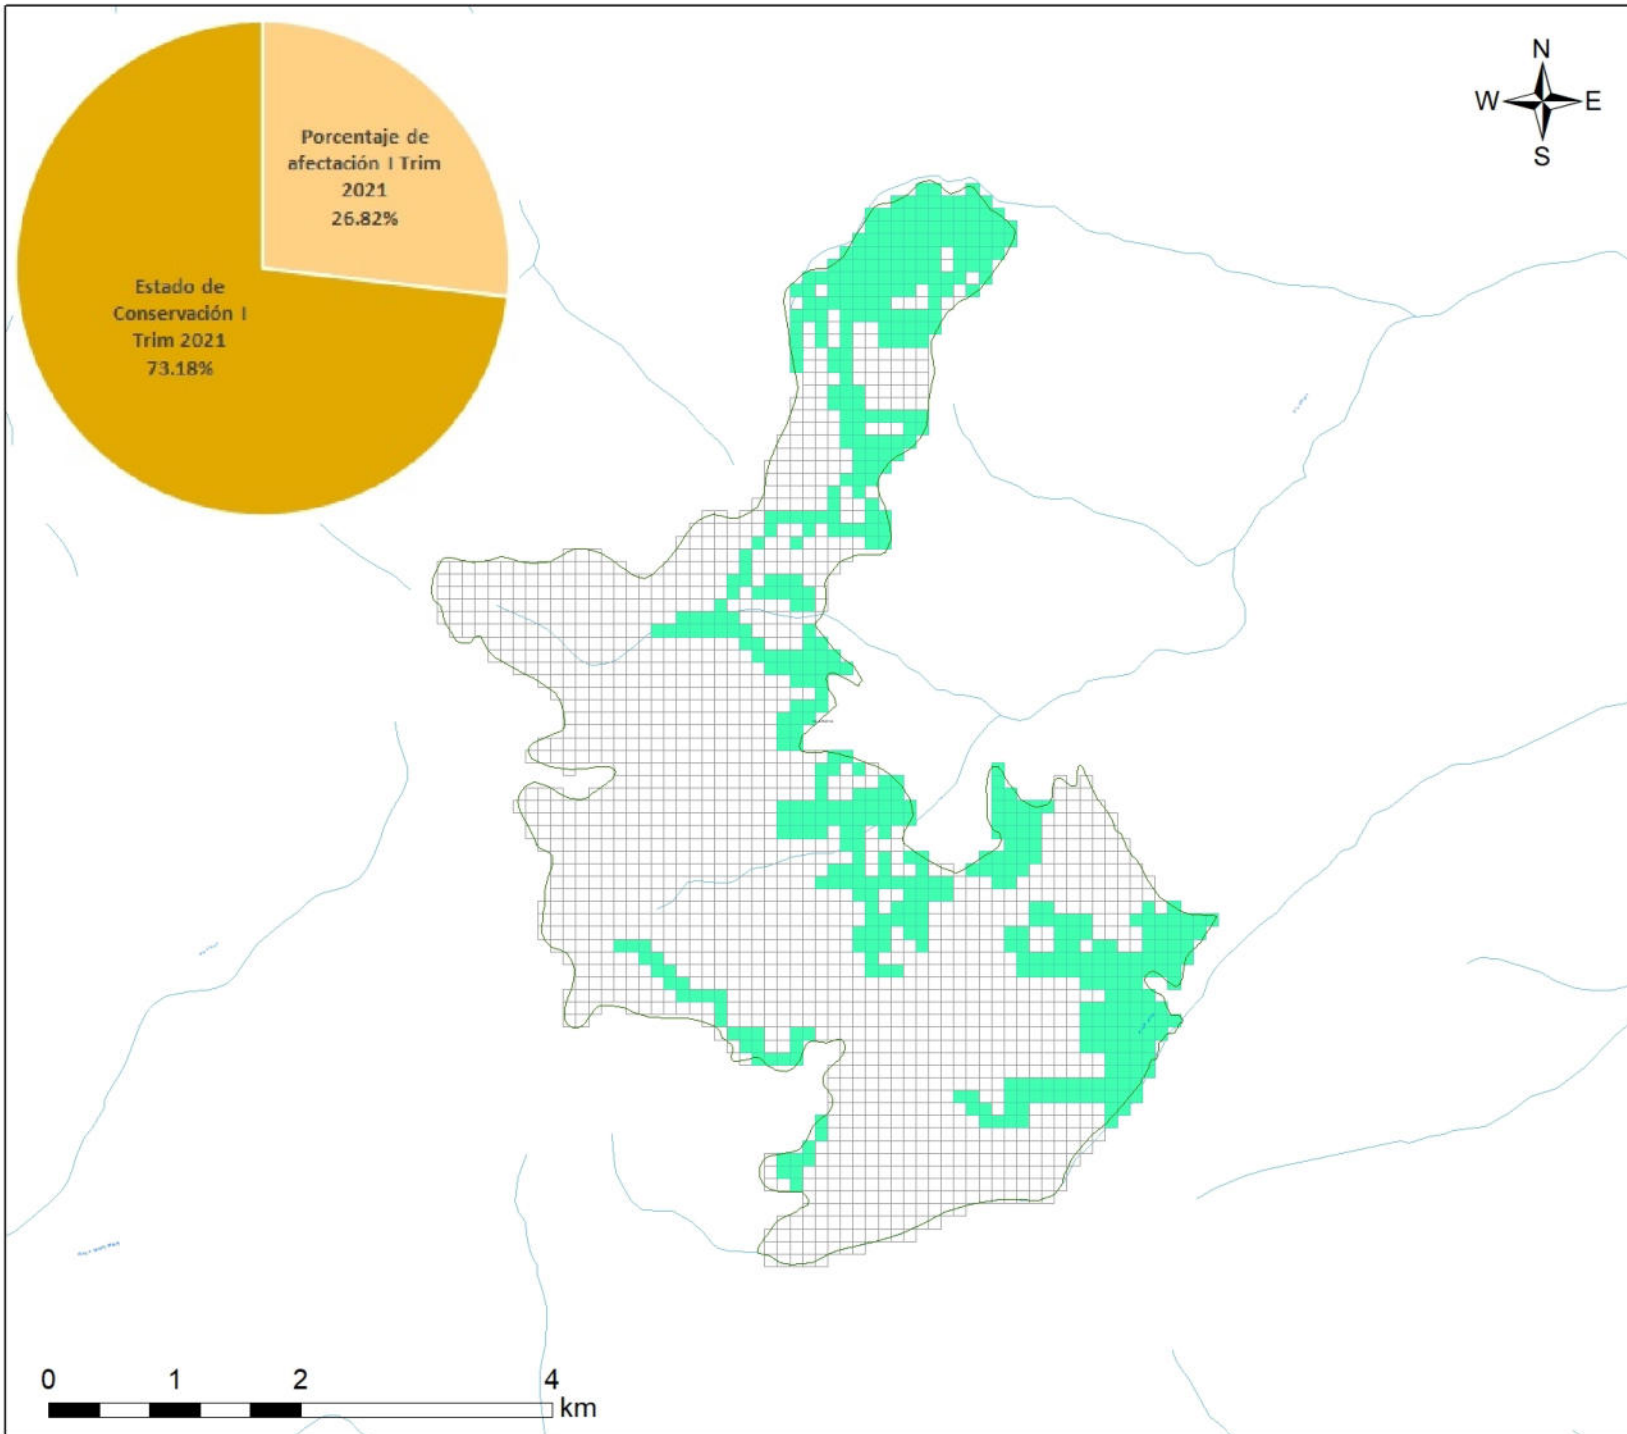 Porcentaje de
afectación I Trim
2021
26.82%
Estado de
Conservación I
Trim 2021
73.18%
N
W E
S
0 1 2 4
km